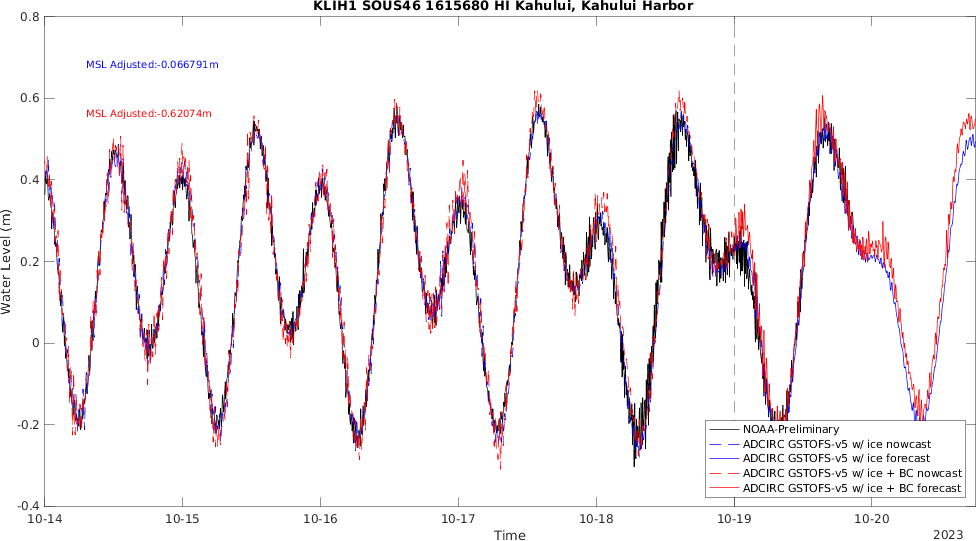 KLIH1 SOUS46 1615680 HI Kahului, Kahului Harbor
0.8
MSL Adjusted:-0.066791m
0.6
MSL Adjusted:-0.62074m
0.4
Water Level (m)
0.2
0
-0.2
NOAA-Preliminary
ADCIRC GSTOFS-v5 w/ ice nowcast
ADCIRC GSTOFS-v5 w/ ice forecast
ADCIRC GSTOFS-v5 w/ ice + BC nowcast
ADCIRC GSTOFS-v5 w/ ice + BC forecast
-0.4
10-14 10-15 10-16 10-17 10-18 10-19 10-20
Time
2023